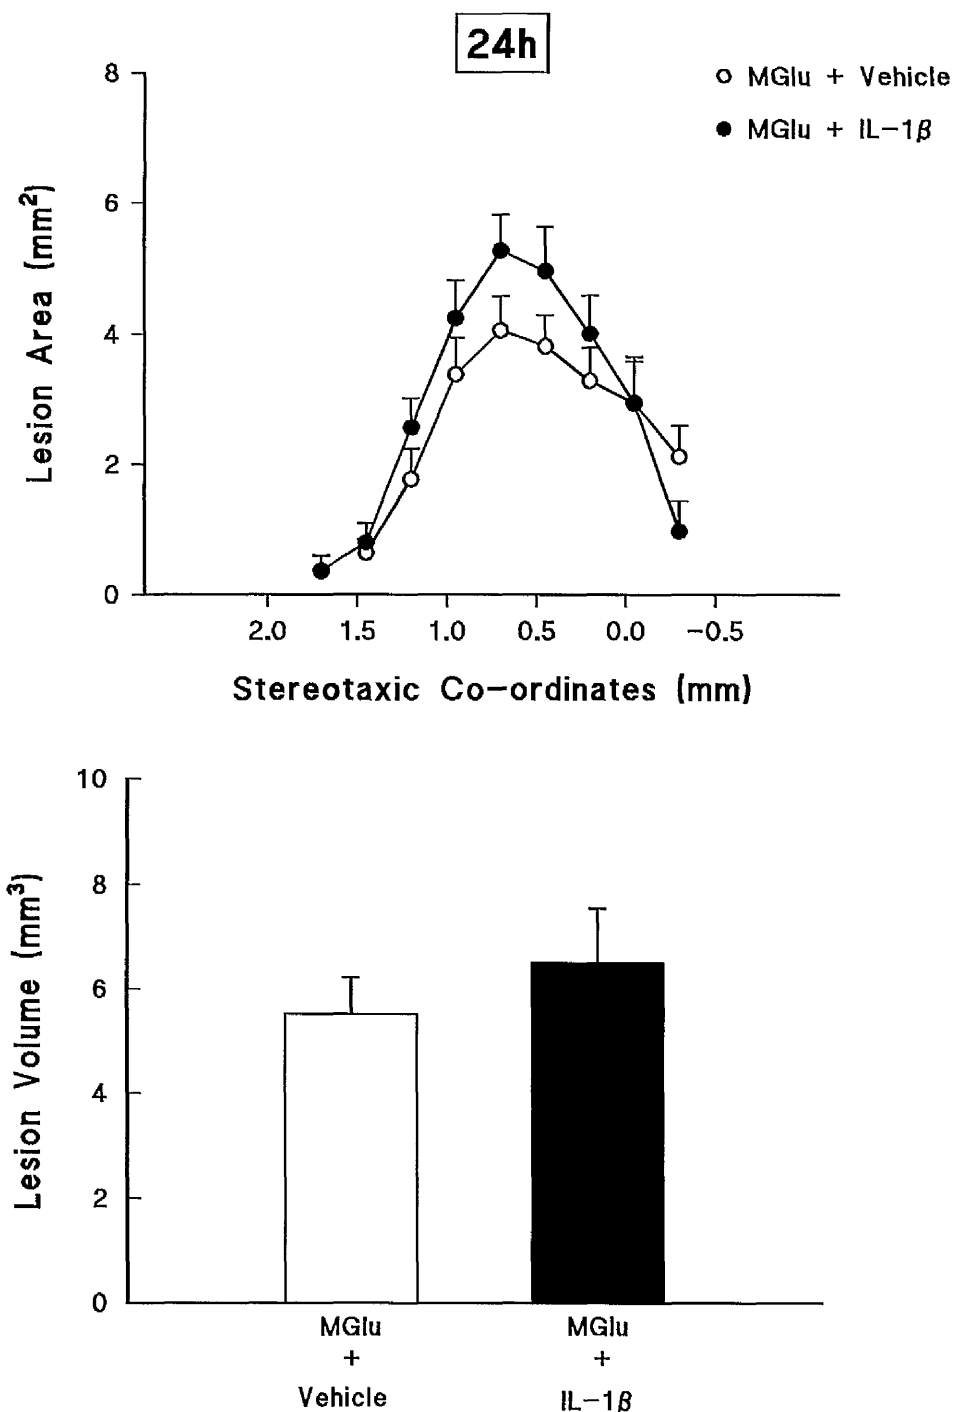 24h
MGlu + Vehicle
MGlu + IL-1β
8
6
4
2
0
Lesion Area (mm²)
2.0 1.5 1.0 0.5 0.0 -0.5
Stereotaxic Co-ordinates (mm)
10
8
6
4
2
0
Lesion Volume (mm³)
MGlu MGlu
+ +
Vehicle IL-1β